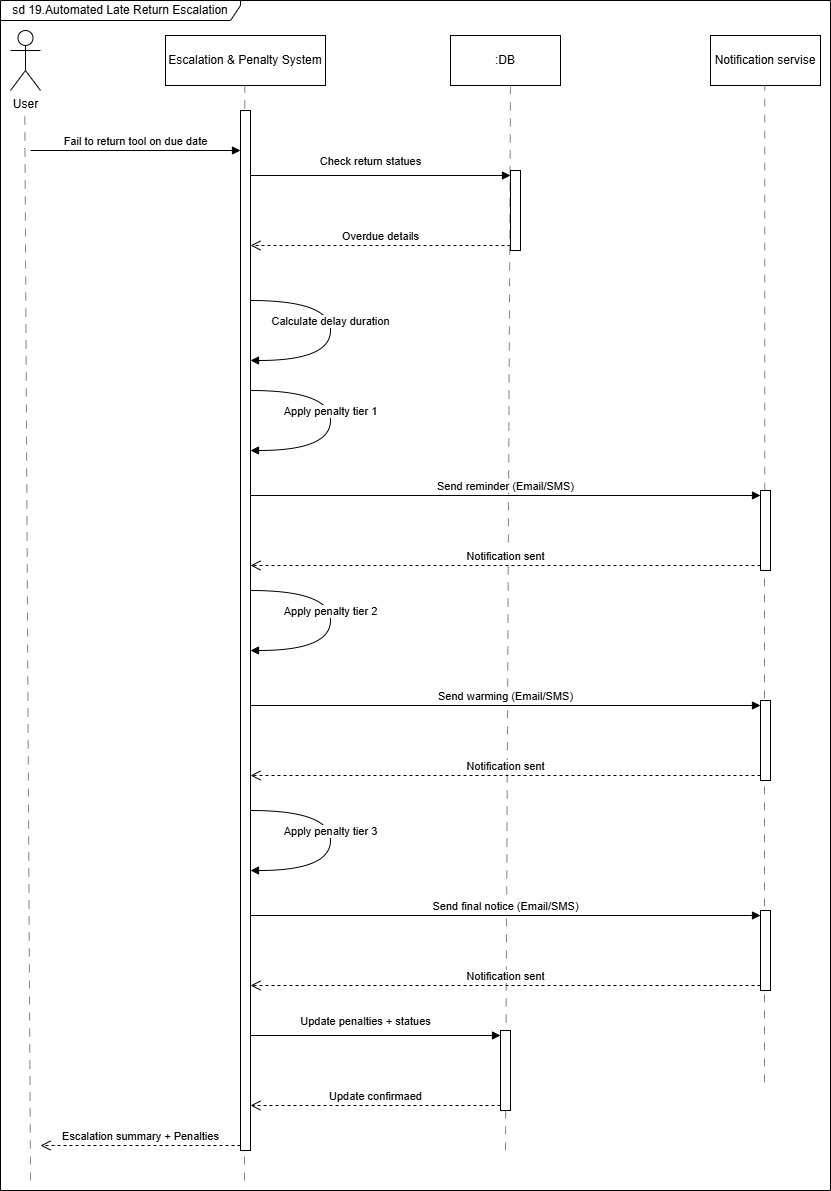 sd 19.Automated Late Return Escalation
User
Escalation & Penalty System
:DB
Notification servise
Fail to return tool on due date
Check return statues
Overdue details
Calculate delay duration
Apply penalty tier 1
Send reminder (Email/SMS)
Notification sent
Apply penalty tier 2
Send warming (Email/SMS)
Notification sent
Apply penalty tier 3
Send final notice (Email/SMS)
Notification sent
Update penalties + statues
Update confirmaed
Escalation summary + Penalties